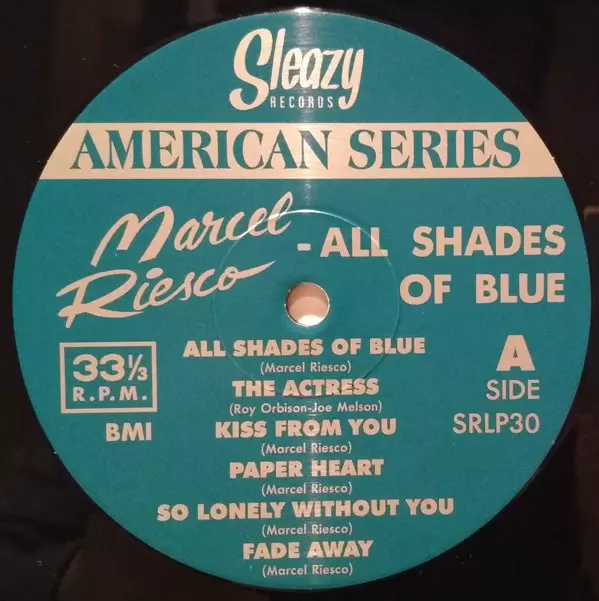 Sleazy
RECORDS
AMERICAN SERIES
Marcel
Riesco
- ALL SHADES
OF BLUE
33⅓
R.P.M.
BMI
A
SIDE
SRLP30
ALL SHADES OF BLUE
(Marcel Riesco)
THE ACTRESS
(Roy Orbison-Joe Melson)
KISS FROM YOU
(Marcel Riesco)
PAPER HEART
(Marcel Riesco)
SO LONELY WITHOUT YOU
(Marcel Riesco)
FADE AWAY
(Marcel Riesco)